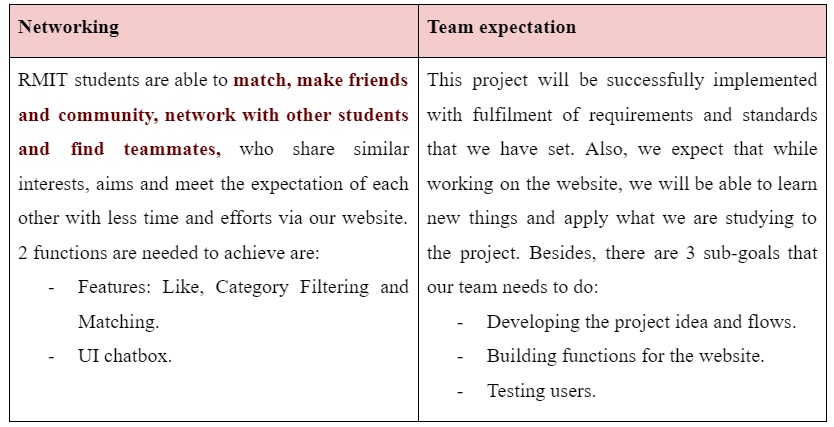 Networking
RMIT students are able to match, make friends
and community, network with other students
and find teammates, who share similar
interests, aims and meet the expectation of each
other with less time and efforts via our website.
2 functions are needed to achieve are:
- Features: Like, Category Filtering and
Matching.
- UI chatbox.
Team expectation
This project will be successfully implemented
with fulfilment of requirements and standards
that we have set. Also, we expect that while
working on the website, we will be able to learn
new things and apply what we are studying to
the project. Besides, there are 3 sub-goals that
our team needs to do:
- Developing the project idea and flows.
- Building functions for the website.
- Testing users.